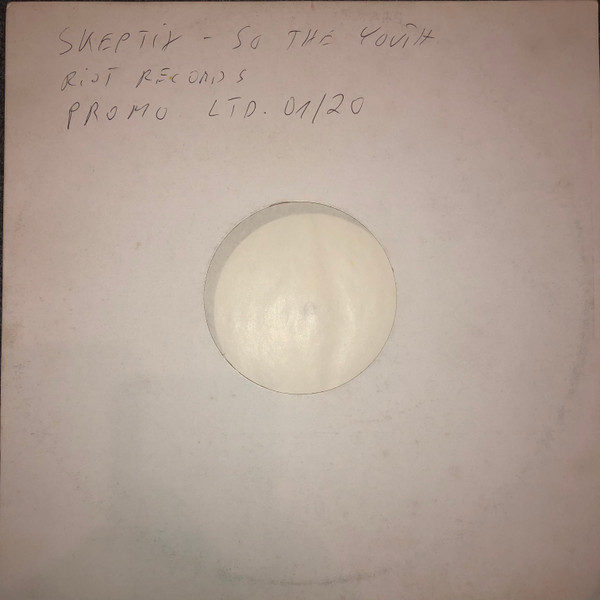 SKEPTIX - SO THE YOUTH
RIOT RECORDS
PROMO LTD. 01/20